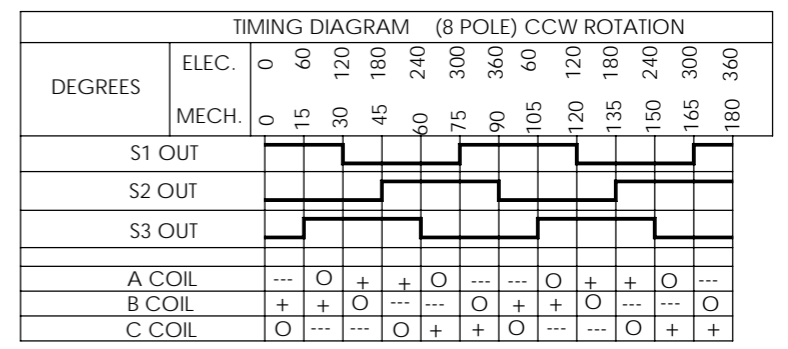 TIMING DIAGRAM (8 POLE) CCW ROTATION
DEGREES
ELEC. 0 60 120 180 240 300 360 60 120 180 240 300 360
MECH. 0 15 30 45 60 75 90 105 120 135 150 165 180
S1 OUT
S2 OUT
S3 OUT
A COIL --- O + + O --- --- O + + O ---
B COIL + + O --- --- O + + O --- --- O
C COIL O --- --- O + + O --- --- O + +